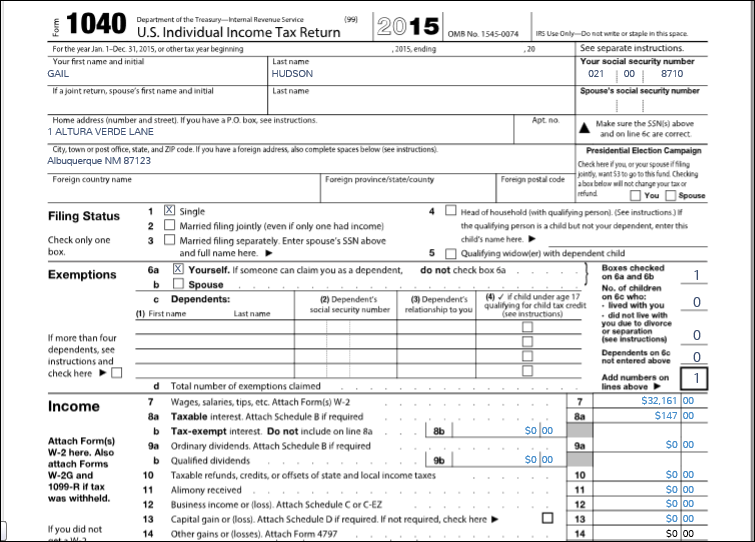 Form 1040 Department of the Treasury—Internal Revenue Service (99)
U.S. Individual Income Tax Return 2015 OMB No. 1545-0074 IRS Use Only—Do not write or staple in this space.
For the year Jan. 1–Dec. 31, 2015, or other tax year beginning , 2015, ending , 20 See separate instructions.
Your first name and initial Last name Your social security number
GAIL HUDSON 021 00 8710
If a joint return, spouse's first name and initial Last name Spouse's social security number
Home address (number and street). If you have a P.O. box, see instructions. Apt. no.
1 ALTURA VERDE LANE
▲ Make sure the SSN(s) above
and on line 6c are correct.
City, town or post office, state, and ZIP code. If you have a foreign address, also complete spaces below (see instructions).
Albuquerque NM 87123
Foreign country name Foreign province/state/county Foreign postal code
Presidential Election Campaign
Check here if you, or your spouse if filing
jointly, want $3 to go to this fund. Checking
a box below will not change your tax or
refund. You Spouse
Filing Status
Check only one
box.
1 X Single
2 Married filing jointly (even if only one had income)
3 Married filing separately. Enter spouse's SSN above
and full name here. ▶
4 Head of household (with qualifying person). (See instructions.) If
the qualifying person is a child but not your dependent, enter this
child's name here. ▶
5 Qualifying widow(er) with dependent child
Exemptions
6a X Yourself. If someone can claim you as a dependent, do not check box 6a . . . . .
b Spouse . . . . . . . . . . . . . . . . . . . .
c Dependents:
(1) First name Last name
(2) Dependent's
social security number
(3) Dependent's
relationship to you
(4) ✓ if child under age 17
qualifying for child tax credit
(see instructions)
If more than four
dependents, see
instructions and
check here ▶
d Total number of exemptions claimed . . . . . . . . . . . . . . . . .
Boxes checked
on 6a and 6b 1
No. of children
on 6c who:
• lived with you 0
• did not live with
you due to divorce
or separation
(see instructions) 0
Dependents on 6c
not entered above 0
Add numbers on
lines above ▶ 1
Income
Attach Form(s)
W-2 here. Also
attach Forms
W-2G and
1099-R if tax
was withheld.
If you did not
get a W-2,
7 Wages, salaries, tips, etc. Attach Form(s) W-2 . . . . . . . . . . . . 7 $32,161 00
8a Taxable interest. Attach Schedule B if required . . . . . . . . . . . . 8a $147 00
b Tax-exempt interest. Do not include on line 8a . . . 8b $0 00
9a Ordinary dividends. Attach Schedule B if required . . . . . . . . . . . 9a $0 00
b Qualified dividends . . . . . . . . . . . 9b $0 00
10 Taxable refunds, credits, or offsets of state and local income taxes . . . . . . 10 $0 00
11 Alimony received . . . . . . . . . . . . . . . . . . . . . 11 $0 00
12 Business income or (loss). Attach Schedule C or C-EZ . . . . . . . . . . 12 $0 00
13 Capital gain or (loss). Attach Schedule D if required. If not required, check here ▶ 13 $0 00
14 Other gains or (losses). Attach Form 4797 . . . . . . . . . . . . . . 14 $0 00